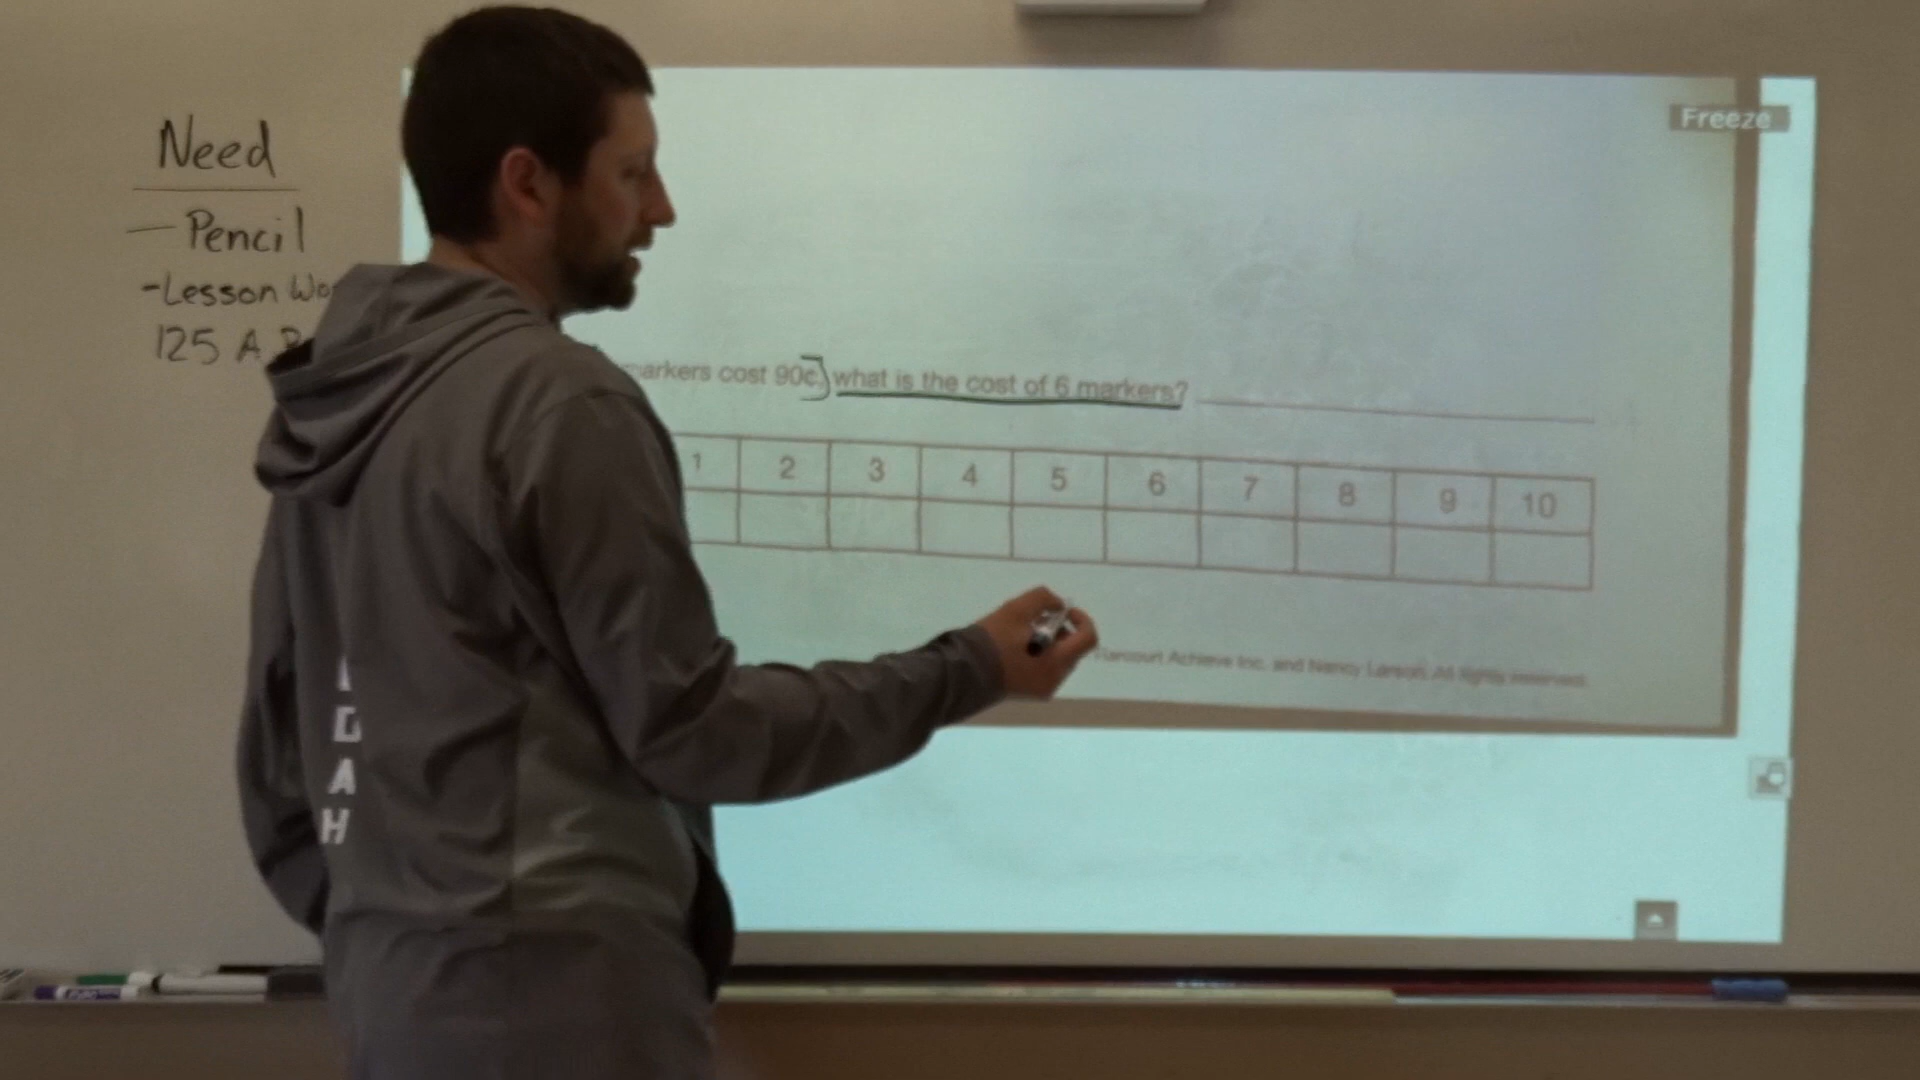 Need
- Pencil
-Lesson
125 A
Freeze
markers cost 90¢, what is the cost of 6 markers?
1 2 3 4 5 6 7 8 9 10
Harcourt Achieve Inc. and Nancy Larson. All rights reserved.
D
A
H